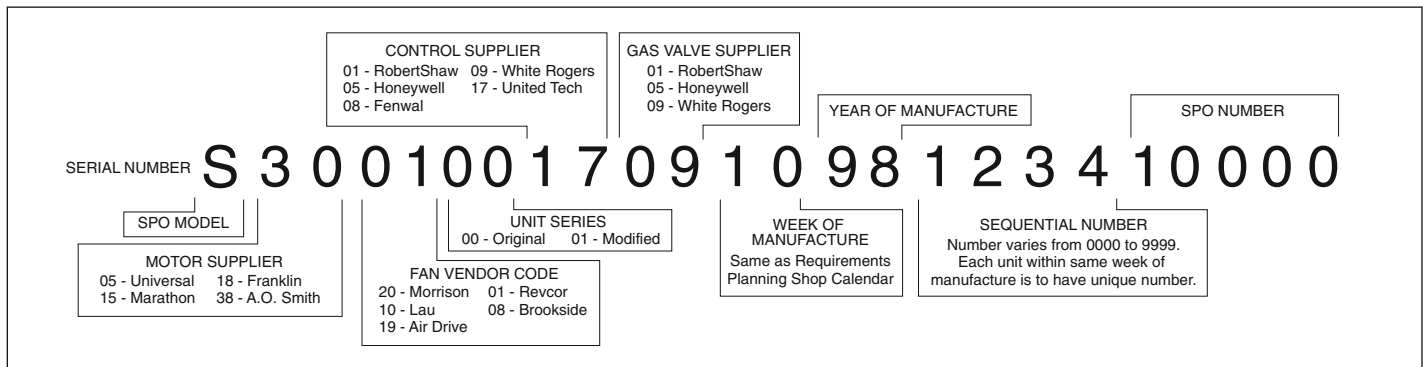 CONTROL SUPPLIER
01 - RobertShaw 09 - White Rogers
05 - Honeywell 17 - United Tech
08 - Fenwal
GAS VALVE SUPPLIER
01 - RobertShaw
05 - Honeywell
09 - White Rogers
YEAR OF MANUFACTURE
SPO NUMBER
SERIAL NUMBER S 3 0 0 1 0 0 1 7 0 9 1 0 9 8 1 2 3 4 1 0 0 0 0
SPO MODEL
MOTOR SUPPLIER
05 - Universal 18 - Franklin
15 - Marathon 38 - A.O. Smith
UNIT SERIES
00 - Original 01 - Modified
FAN VENDOR CODE
20 - Morrison 01 - Revcor
10 - Lau 08 - Brookside
19 - Air Drive
WEEK OF
MANUFACTURE
Same as Requirements
Planning Shop Calendar
SEQUENTIAL NUMBER
Number varies from 0000 to 9999.
Each unit within same week of
manufacture is to have unique number.